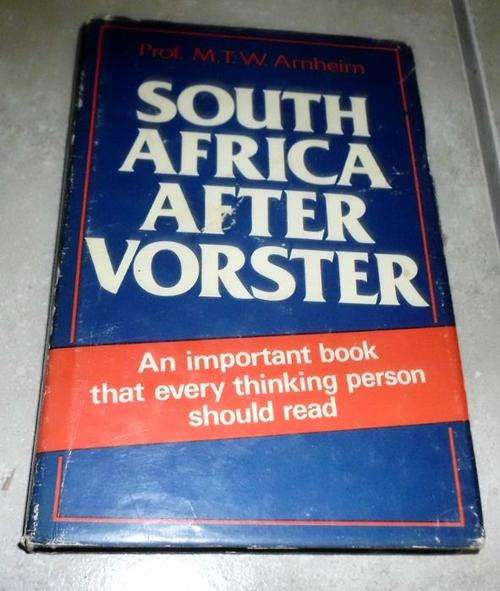 Prof. M.T.W. Arnheim
SOUTH
AFRICA
AFTER
VORSTER
An important book
that every thinking person
should read